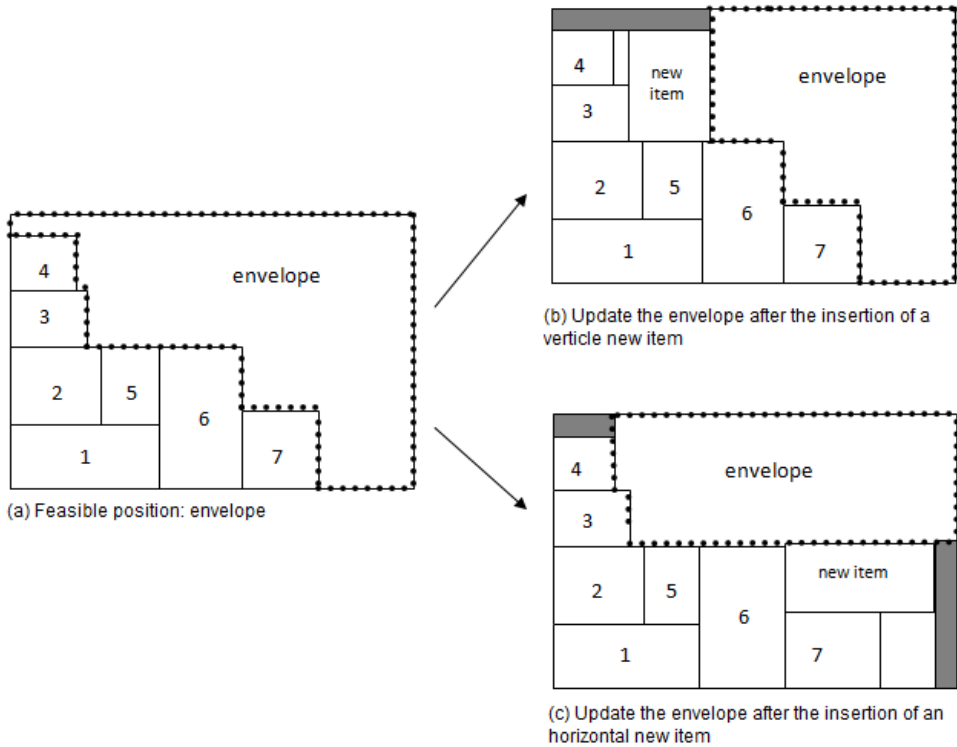 envelope
4
3
2
5
6
1
7
(a) Feasible position: envelope
4
new
item
envelope
3
2
5
6
1
7
(b) Update the envelope after the insertion of a
verticle new item
4
envelope
3
new item
2
5
6
1
7
(c) Update the envelope after the insertion of an
horizontal new item